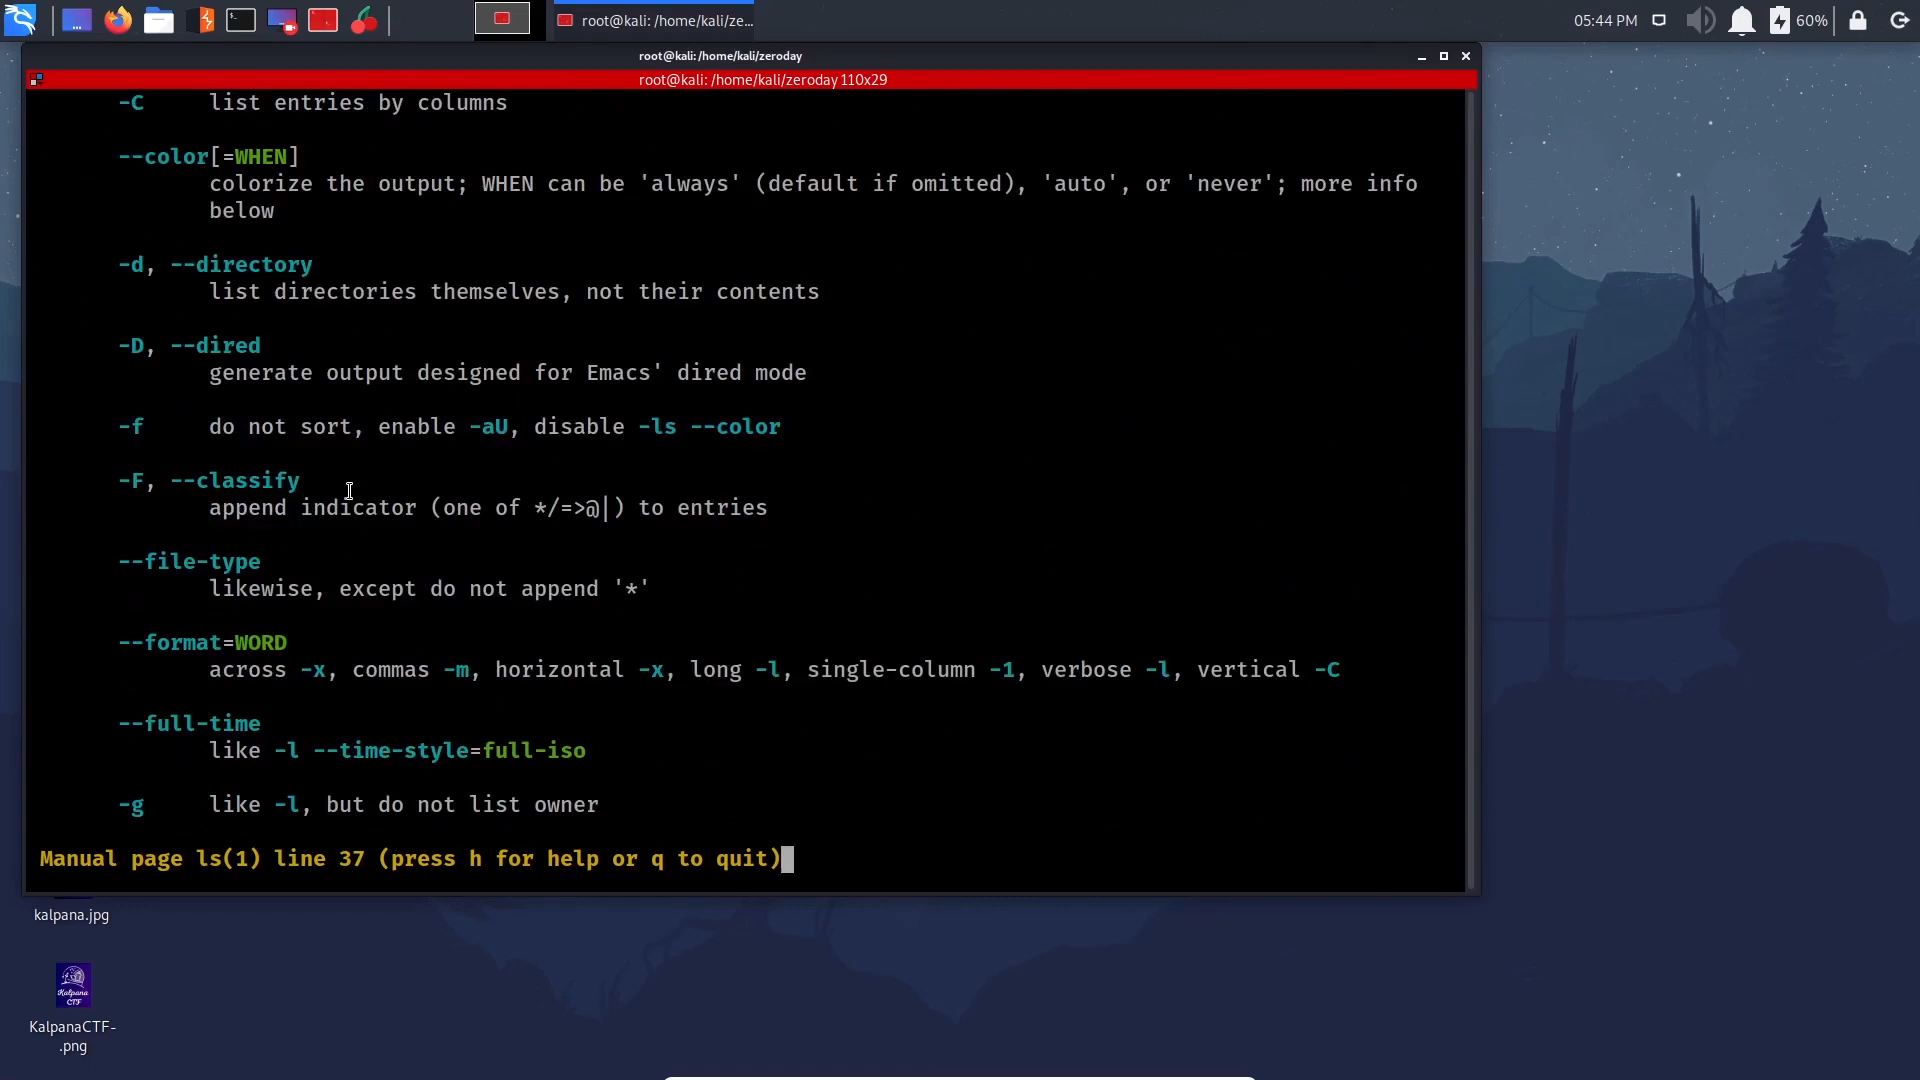 root@kali: /home/kali/ze...
05:44 PM
60%
root@kali: /home/kali/zeroday
root@kali: /home/kali/zeroday 110x29
-C list entries by columns
--color[=WHEN]
colorize the output; WHEN can be 'always' (default if omitted), 'auto', or 'never'; more info
below
-d, --directory
list directories themselves, not their contents
-D, --dired
generate output designed for Emacs' dired mode
-f do not sort, enable -aU, disable -ls --color
-F, --classify
append indicator (one of */=>@|) to entries
--file-type
likewise, except do not append '*'
--format=WORD
across -x, commas -m, horizontal -x, long -l, single-column -1, verbose -l, vertical -C
--full-time
like -l --time-style=full-iso
-g like -l, but do not list owner
Manual page ls(1) line 37 (press h for help or q to quit)
kalpana.jpg
Kalpana
CTF
KalpanaCTF-
.png